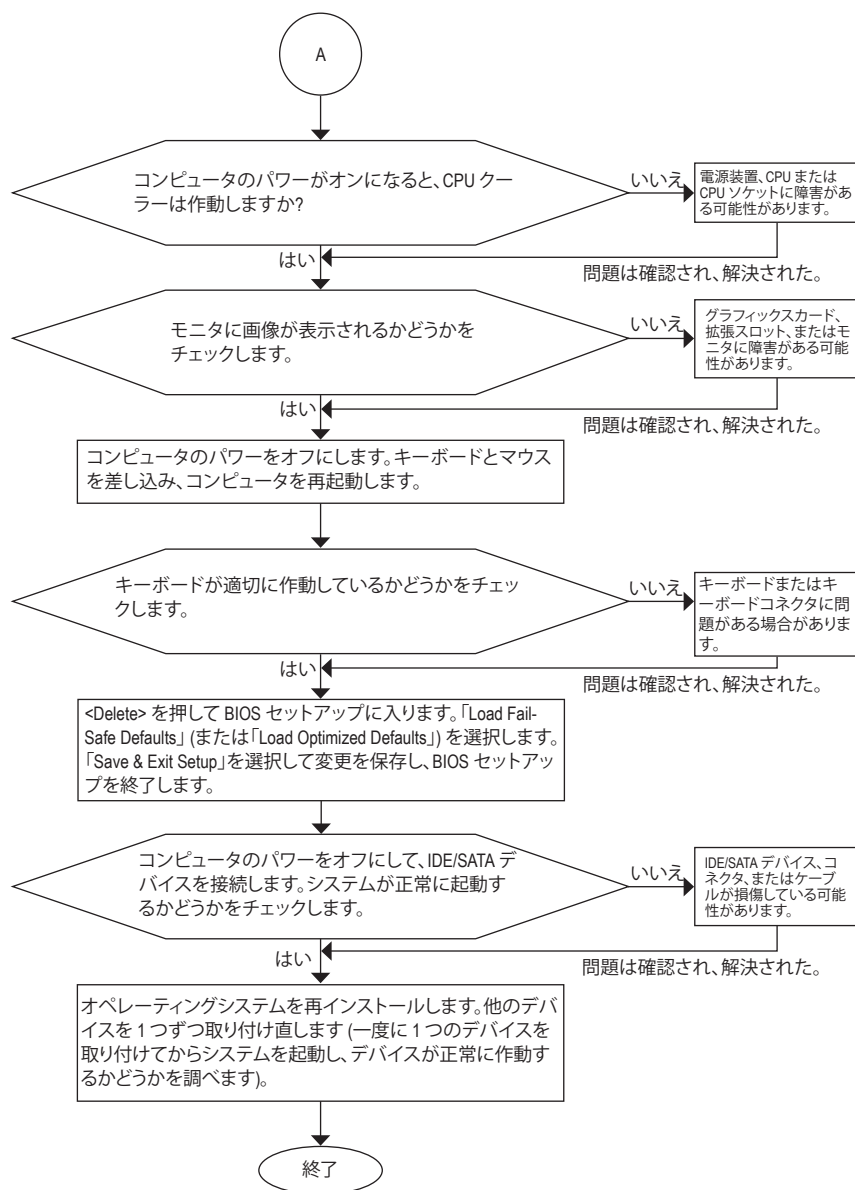 A
コンピュータのパワーがオンになると、CPU クー
ラーは作動しますか?
いいえ
電源装置、CPU または
CPU ソケットに障害があ
る可能性があります。
はい
問題は確認され、解決された。
モニタに画像が表示されるかどうかを
チェックします。
いいえ
グラフィックスカード、
拡張スロット、またはモ
ニタに障害がある可能
性があります。
はい
問題は確認され、解決された。
コンピュータのパワーをオフにします。キーボードとマウス
を差し込み、コンピュータを再起動します。
キーボードが適切に作動しているかどうかをチェッ
クします。
いいえ
キーボードまたはキ
ーボードコネクタに問
題がある場合がありま
す。
はい
問題は確認され、解決された。
<Delete> を押して BIOS セットアップに入ります。「Load Fail-
Safe Defaults」 (または「Load Optimized Defaults」) を選択します。
「Save & Exit Setup」を選択して変更を保存し、BIOS セットアッ
プを終了します。
コンピュータのパワーをオフにして、IDE/SATA デ
バイスを接続します。システムが正常に起動す
るかどうかをチェックします。
いいえ
IDE/SATA デバイス、コ
ネクタ、またはケーブ
ルが損傷している可能
性があります。
はい
問題は確認され、解決された。
オペレーティングシステムを再インストールします。他のデバ
イスを 1 つずつ取り付け直します (一度に 1 つのデバイスを
取り付けてからシステムを起動し、デバイスが正常に作動す
るかどうかを調べます)。
終了